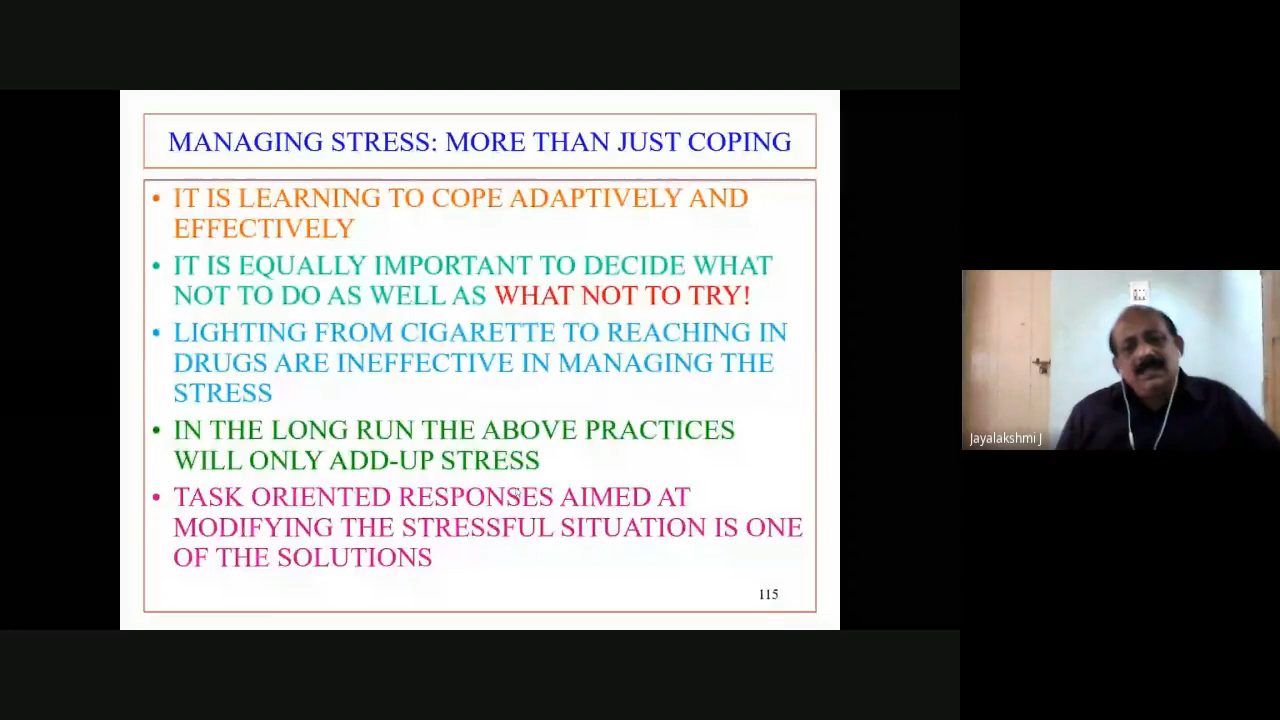 MANAGING STRESS: MORE THAN JUST COPING
• IT IS LEARNING TO COPE ADAPTIVELY AND
EFFECTIVELY
• IT IS EQUALLY IMPORTANT TO DECIDE WHAT
NOT TO DO AS WELL AS WHAT NOT TO TRY!
• LIGHTING FROM CIGARETTE TO REACHING IN
DRUGS ARE INEFFECTIVE IN MANAGING THE
STRESS
• IN THE LONG RUN THE ABOVE PRACTICES
WILL ONLY ADD-UP STRESS
• TASK ORIENTED RESPONSES AIMED AT
MODIFYING THE STRESSFUL SITUATION IS ONE
OF THE SOLUTIONS
115
Jayalakshmi J